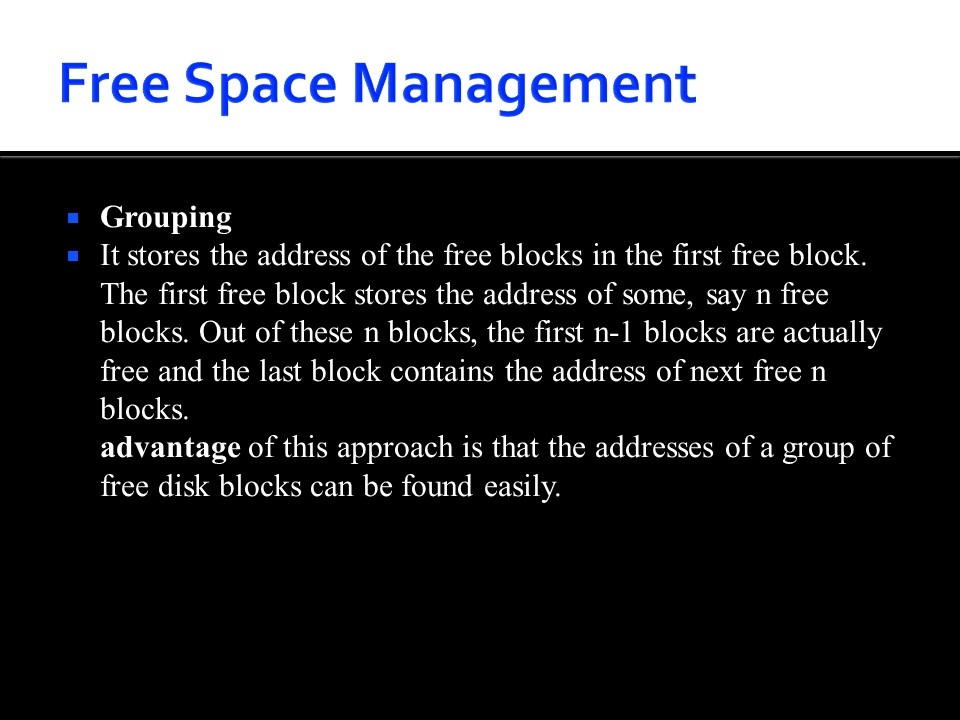 Free Space Management
Grouping
It stores the address of the free blocks in the first free block.
The first free block stores the address of some, say n free
blocks. Out of these n blocks, the first n-1 blocks are actually
free and the last block contains the address of next free n
blocks.
advantage of this approach is that the addresses of a group of
free disk blocks can be found easily.